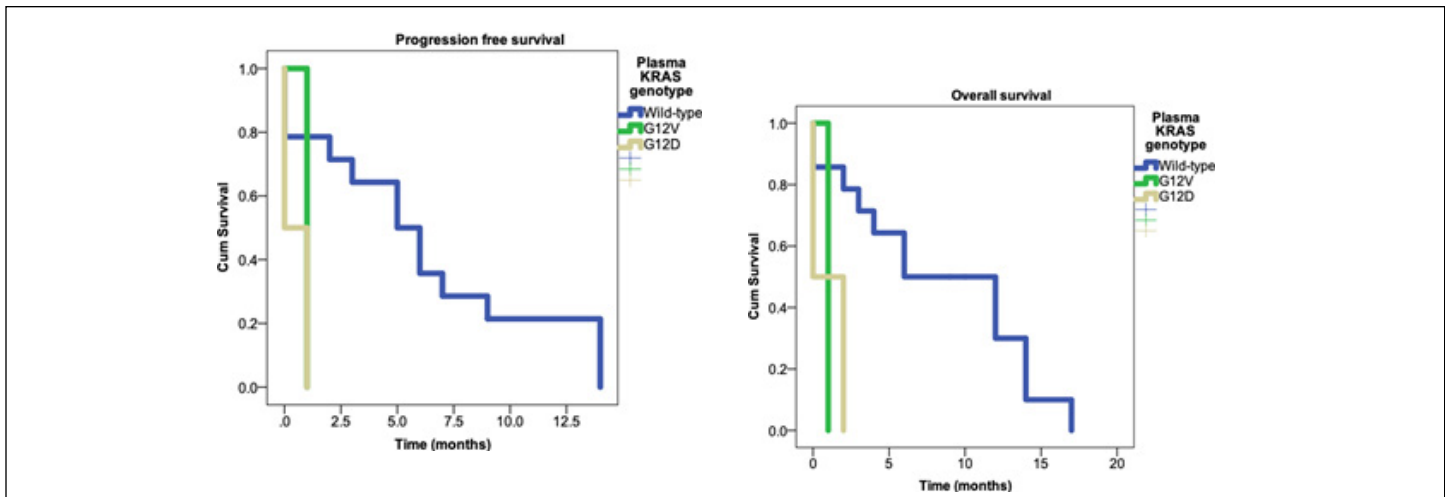 Progression free survival
Plasma
KRAS
genotype
Wild-type
G12V
G12D
Cum Survival
1.0
0.8
0.6
0.4
0.2
0.0
.0 2.5 5.0 7.5 10.0 12.5
Time (months)
Overall survival
Plasma
KRAS
genotype
Wild-type
G12V
G12D
Cum Survival
1.0
0.8
0.6
0.4
0.2
0.0
0 5 10 15 20
Time (months)